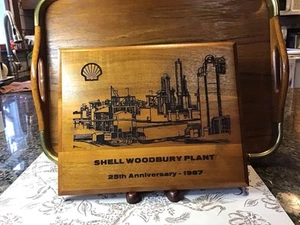 SHELL WOODBURY PLANT
25th Anniversary - 1987